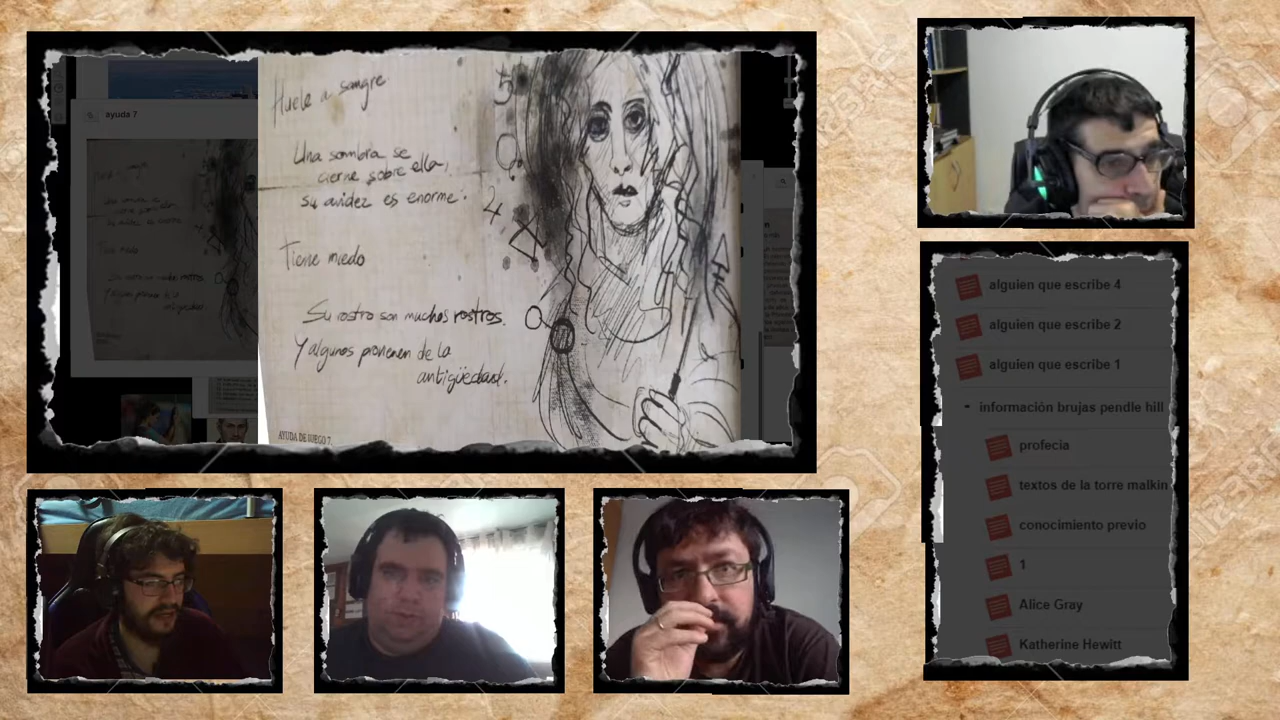 ayuda 7
Huele a sangre
Una sombra se
cierne sobre ella,
su avidez es enorme.
Tiene miedo
Su rostro son muchos rostros.
Y algunos provienen de la
antigüedad.
AYUDA DE JUEGO 7.
alguien que escribe 4
alguien que escribe 2
alguien que escribe 1
información brujas pendle hill
profecia
textos de la torre malkin
conocimiento previo
1
Alice Gray
Katherine Hewitt